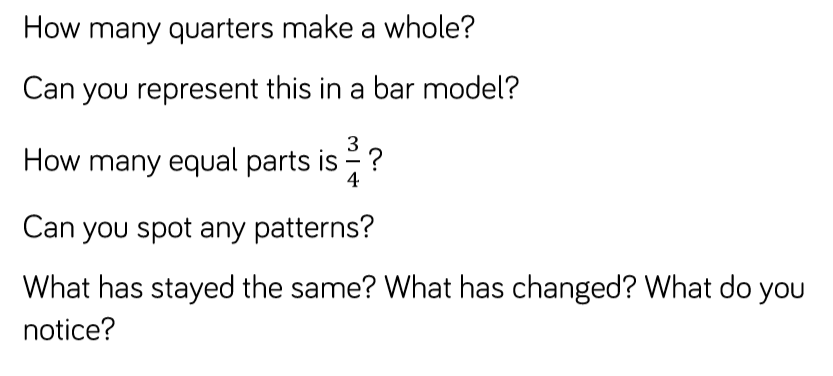 How many quarters make a whole?
Can you represent this in a bar model?
How many equal parts is 3/4 ?
Can you spot any patterns?
What has stayed the same? What has changed? What do you
notice?